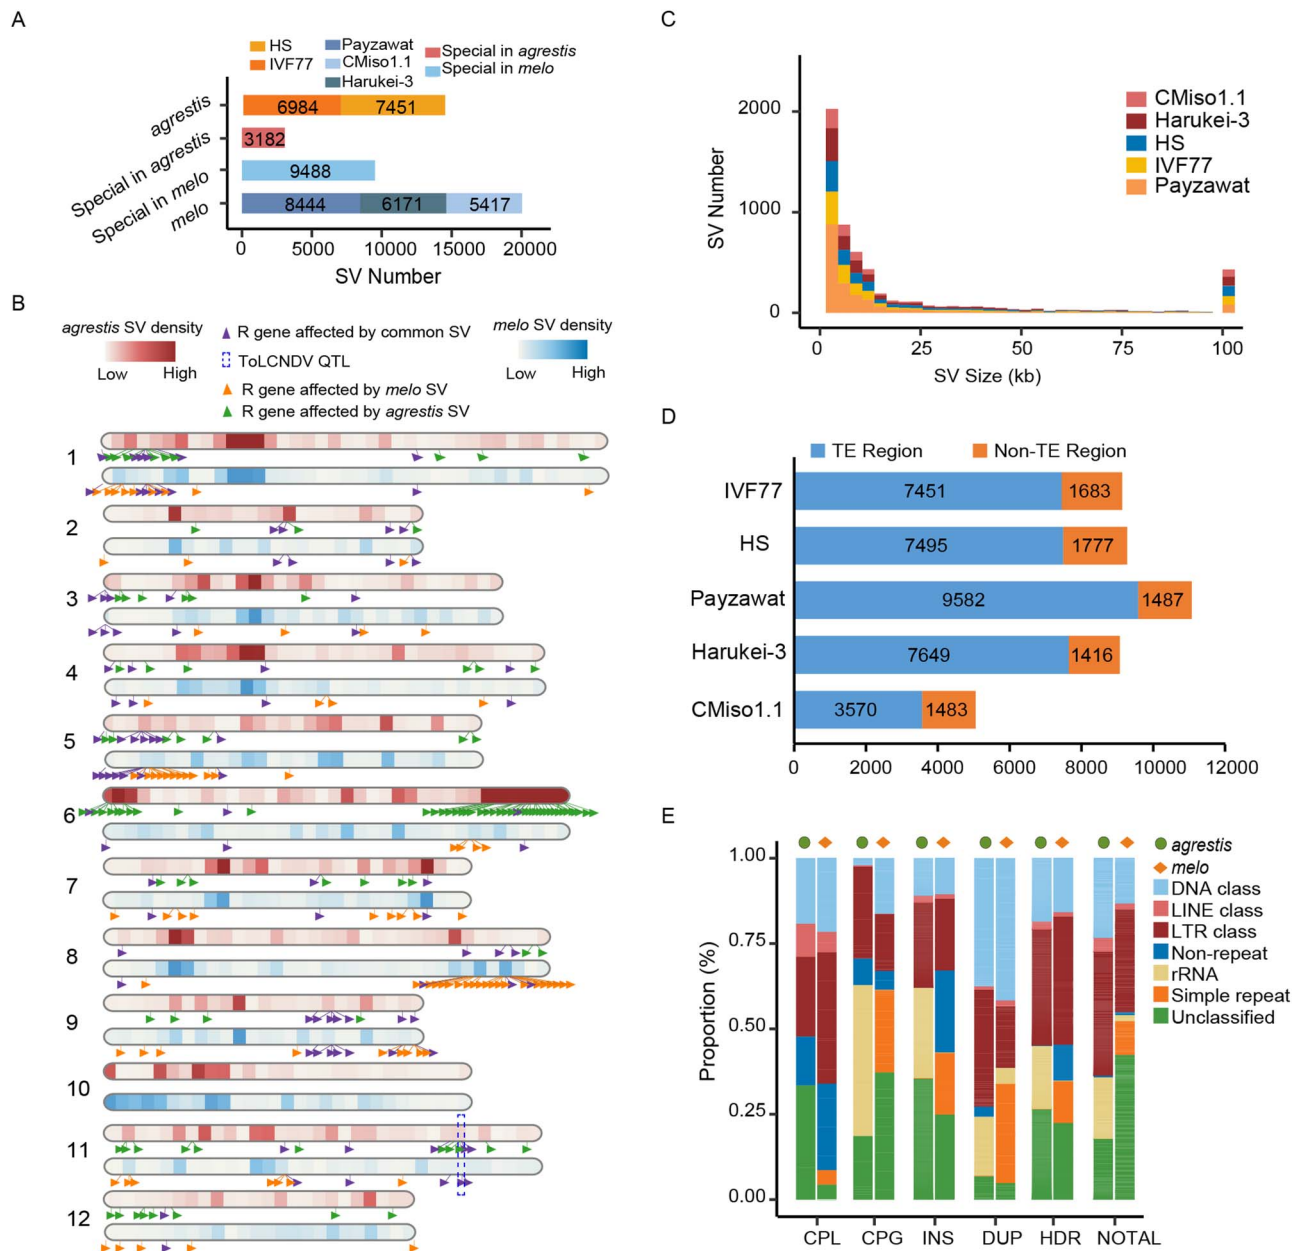 A
HS
IVF77
Payzawat
CMiso1.1
Harukei-3
Special in agrestis
Special in melo
agrestis
6984
7451
Special in agrestis
3182
Special in melo
9488
melo
8444
6171
5417
0
5000
10000
15000
20000
SV Number
B
agrestis SV density
Low
High
R gene affected by common SV
ToLCNDV QTL
R gene affected by melo SV
R gene affected by agrestis SV
melo SV density
Low
High
1
2
3
4
5
6
7
8
9
10
11
12
C
SV Number
2000
1000
0
CMiso1.1
Harukei-3
HS
IVF77
Payzawat
0
25
50
75
100
SV Size (kb)
D
TE Region
Non-TE Region
IVF77
7451
1683
HS
7495
1777
Payzawat
9582
1487
Harukei-3
7649
1416
CMiso1.1
3570
1483
0
2000
4000
6000
8000
10000
12000
E
Proportion (%)
1.00
0.75
0.50
0.25
0.00
agrestis
melo
DNA class
LINE class
LTR class
Non-repeat
rRNA
Simple repeat
Unclassified
CPL
CPG
INS
DUP
HDR
NOTAL